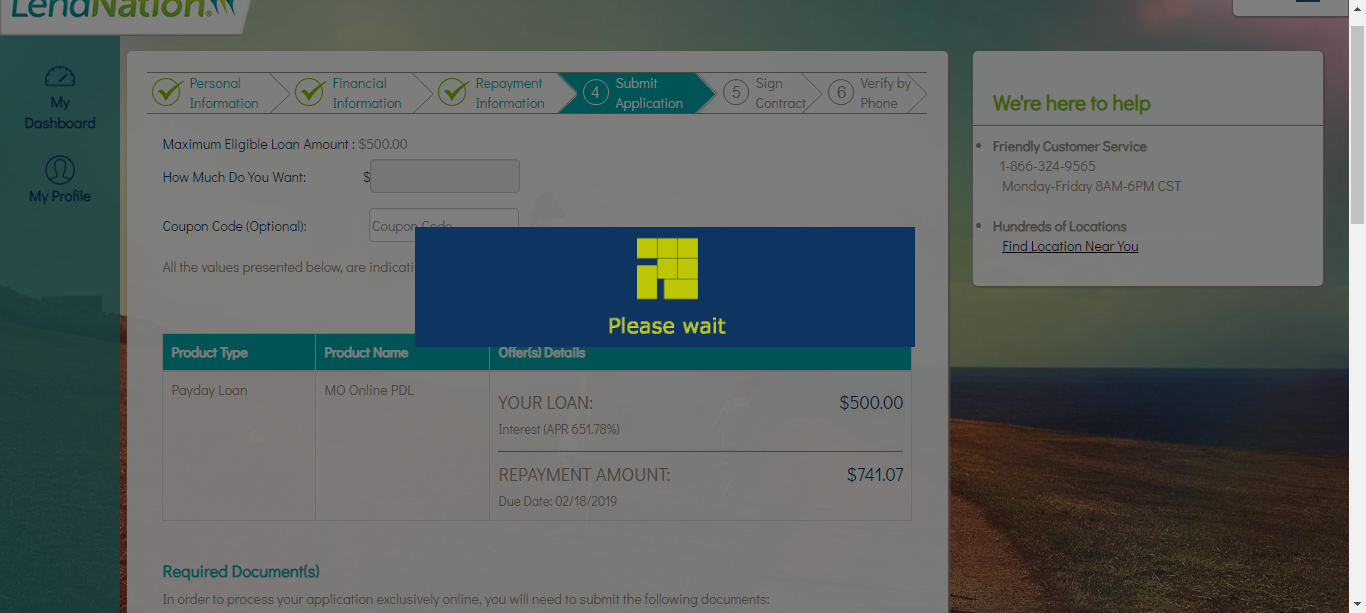 LendNation
My
Dashboard
My Profile
Personal
Information
Financial
Information
Repayment
Information
4
Submit
Application
5
Sign
Contract
6
Verify by
Phone
Maximum Eligible Loan Amount : $500.00
How Much Do You Want: $
Coupon Code (Optional): Coupon Code
All the values presented below, are indicati
Please wait
Product Type Product Name Offer(s) Details
Payday Loan MO Online PDL
YOUR LOAN: $500.00
Interest (APR 651.78%)
REPAYMENT AMOUNT: $741.07
Due Date: 02/18/2019
Required Document(s)
In order to process your application exclusively online, you will need to submit the following documents:
We're here to help
Friendly Customer Service
1-866-324-9565
Monday-Friday 8AM-6PM CST
Hundreds of Locations
Find Location Near You